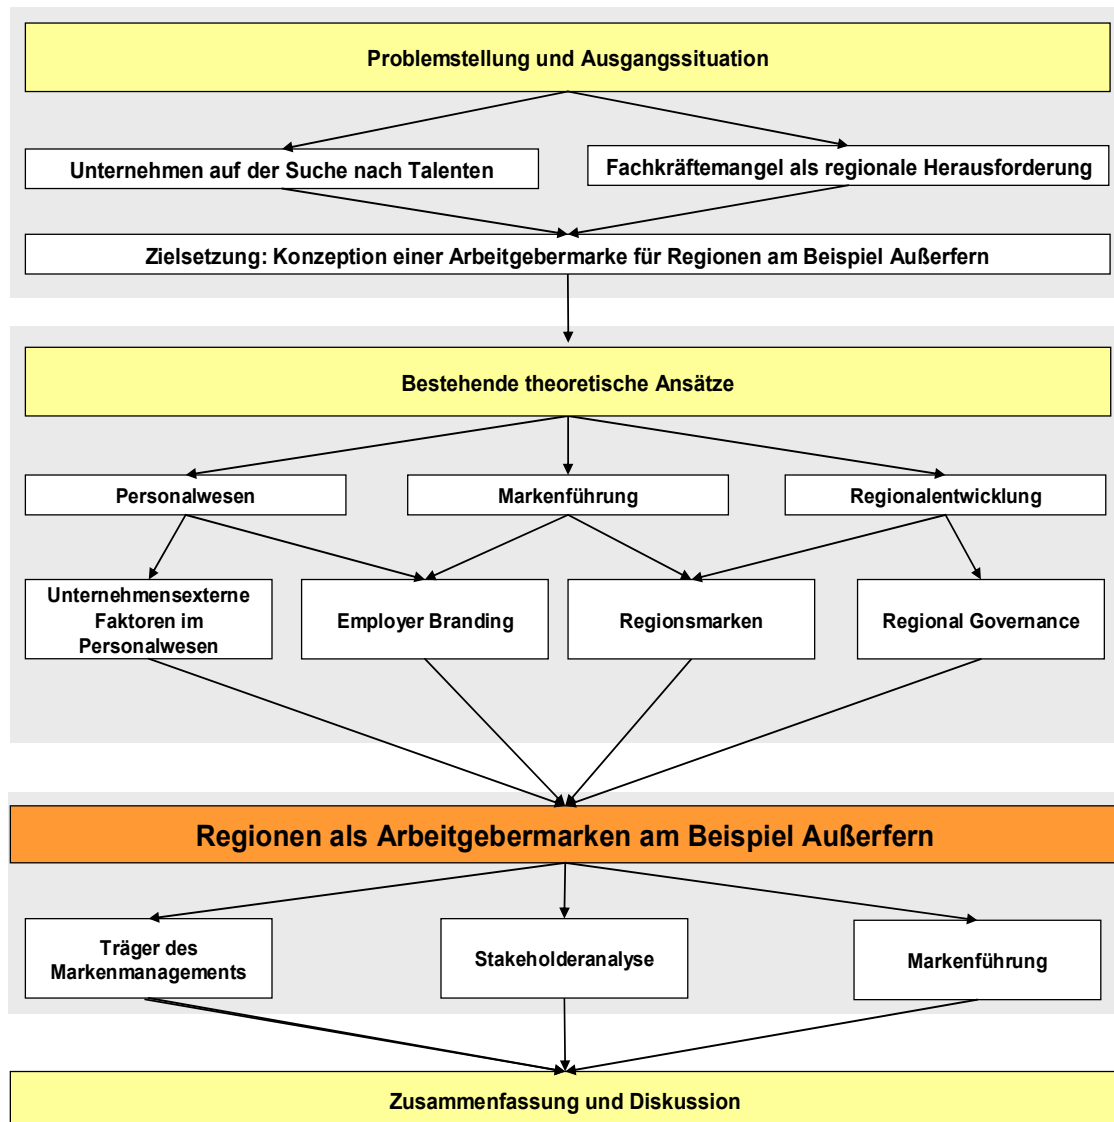 Problemstellung und Ausgangssituation
Unternehmen auf der Suche nach Talenten
Fachkräftemangel als regionale Herausforderung
Zielsetzung: Konzeption einer Arbeitgebermarke für Regionen am Beispiel Außerfern
Bestehende theoretische Ansätze
Personalwesen
Markenführung
Regionalentwicklung
Unternehmensexterne
Faktoren im
Personalwesen
Employer Branding
Regionsmarken
Regional Governance
Regionen als Arbeitgebermarken am Beispiel Außerfern
Träger des
Markenmanagements
Stakeholderanalyse
Markenführung
Zusammenfassung und Diskussion